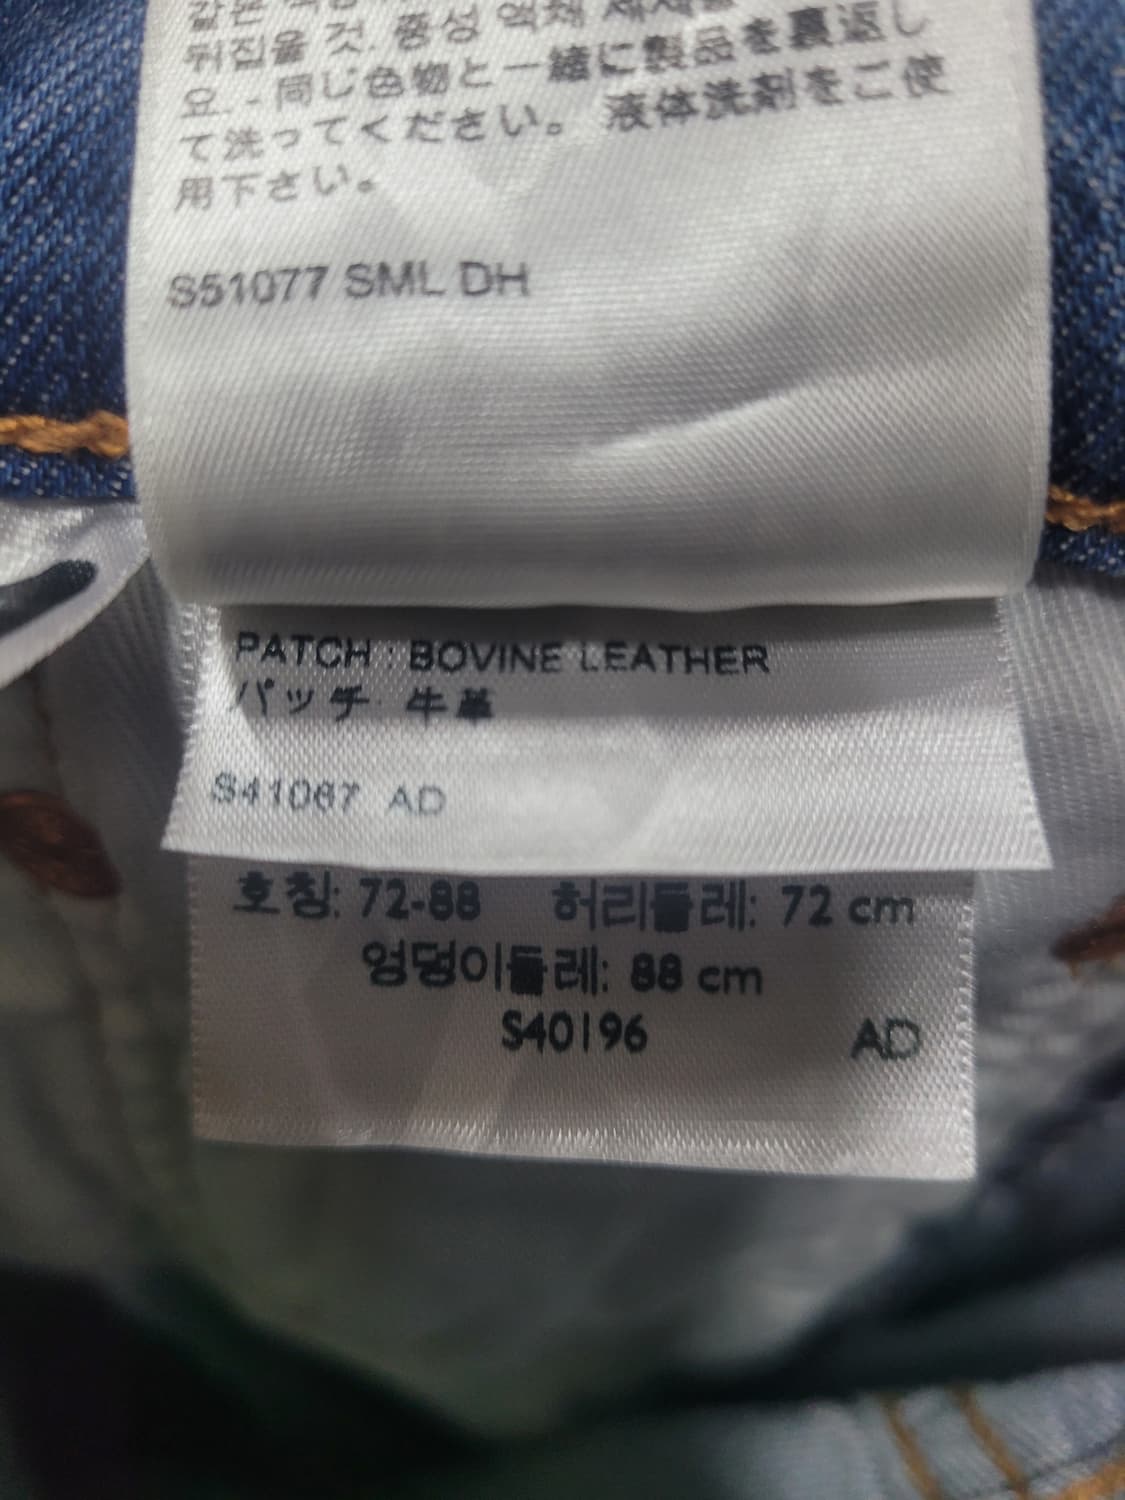 뒤집을 것. 중성 액체
요. - 同じ色物と一緒に製品を裏返し
て洗ってください。 液体洗剤をご使
用下さい。
S51077 SML DH
PATCH : BOVINE LEATHER
パッチ: 牛革
S41067 AD
호칭: 72-88 허리둘레: 72 cm
엉덩이둘레: 88 cm
S40196 AD